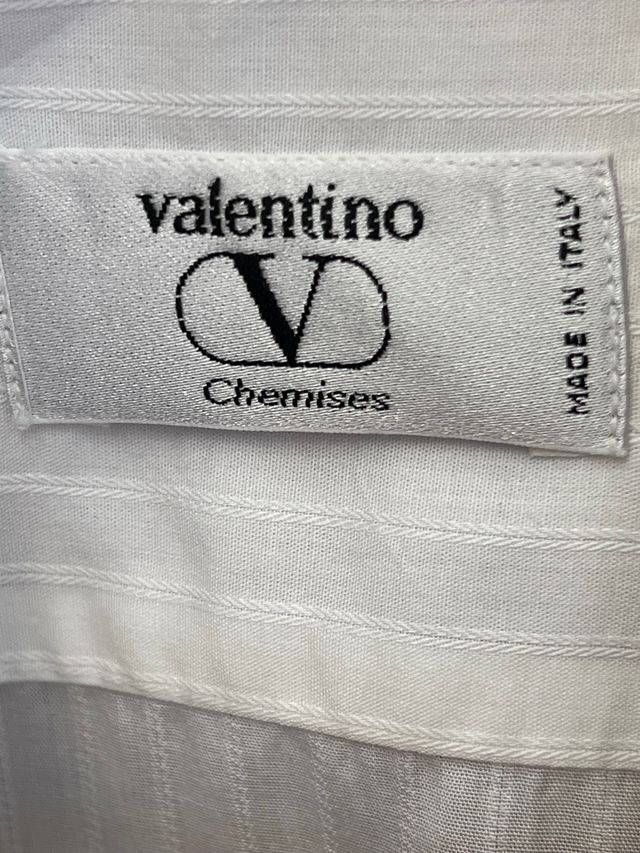 valentino
V
Chemises
MADE IN ITALY